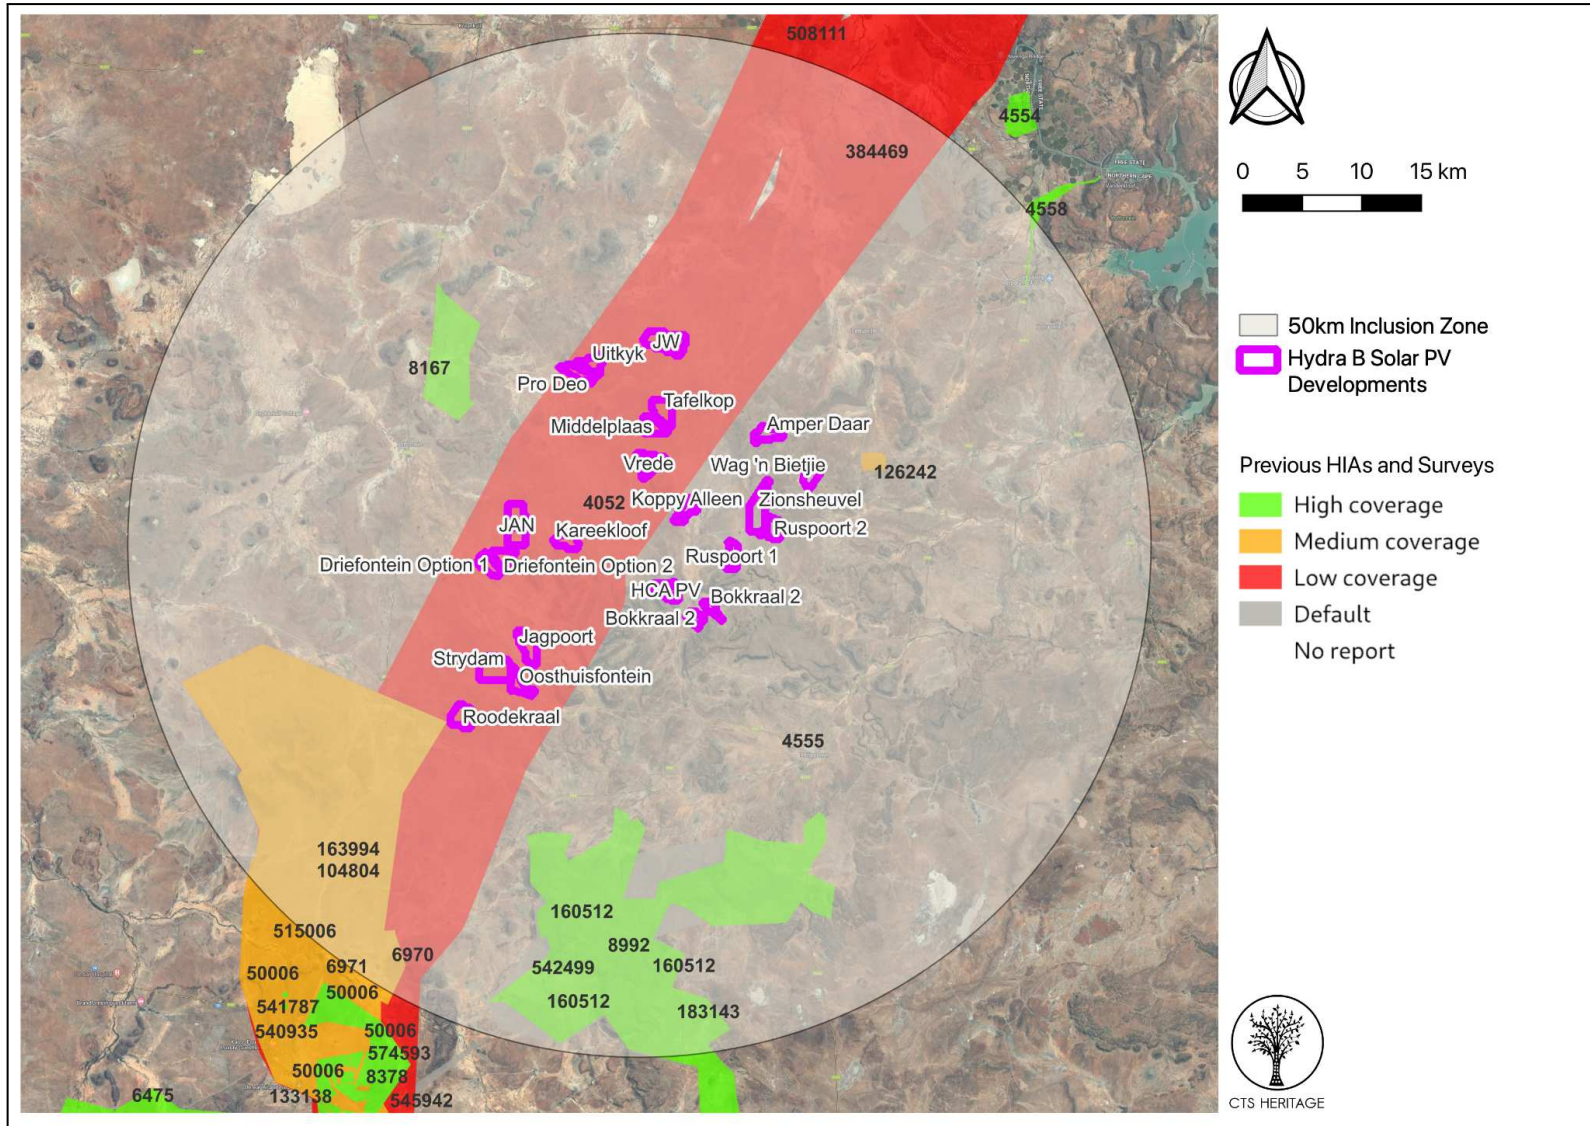 508111
4554
384469
FREE STATE
NORTHERN CAPE
4558
JW
Uitkyk
8167
Pro Deo
Tafelkop
Middelplaas
Amper Daar
Vrede
Wag 'n Bietjie
126242
4052
Koppy Alleen
Zionsheuvel
JAN
Kareekloof
Ruspoort 2
Driefontein Option 1
Driefontein Option 2
Ruspoort 1
HCA PV
Bokkraal 2
Bokkraal 2
Jagpoort
Strydam
Oosthuisfontein
Roodekraal
4555
163994
104804
160512
515006
8992
6970
50006
6971
542499
160512
50006
541787
160512
183143
540935
50006
574593
50006
8378
133138
545942
6475
0 5 10 15 km
50km Inclusion Zone
Hydra B Solar PV
Developments
Previous HIAs and Surveys
High coverage
Medium coverage
Low coverage
Default
No report
CTS HERITAGE